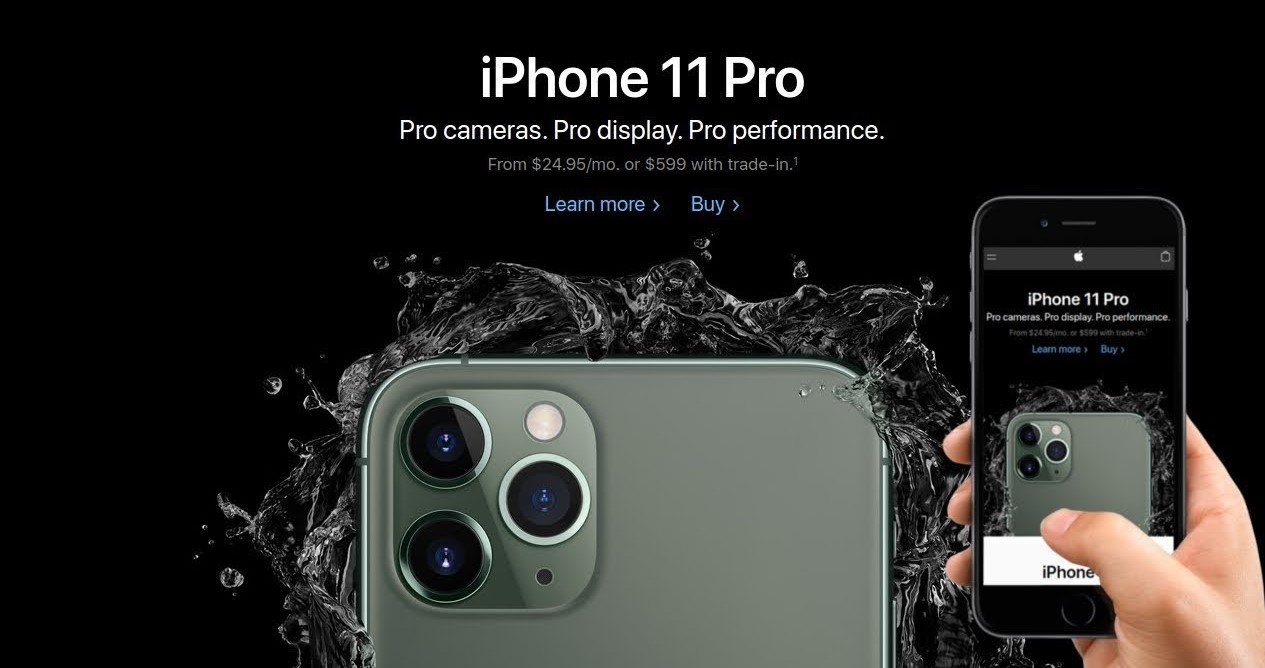 iPhone 11 Pro
Pro cameras. Pro display. Pro performance.
From $24.95/mo. or $599 with trade-in.¹
Learn more › Buy ›
iPhone 11 Pro
Pro cameras. Pro display. Pro performance.
From $24.95/mo. or $599 with trade-in.¹
Learn more › Buy ›
iPhone